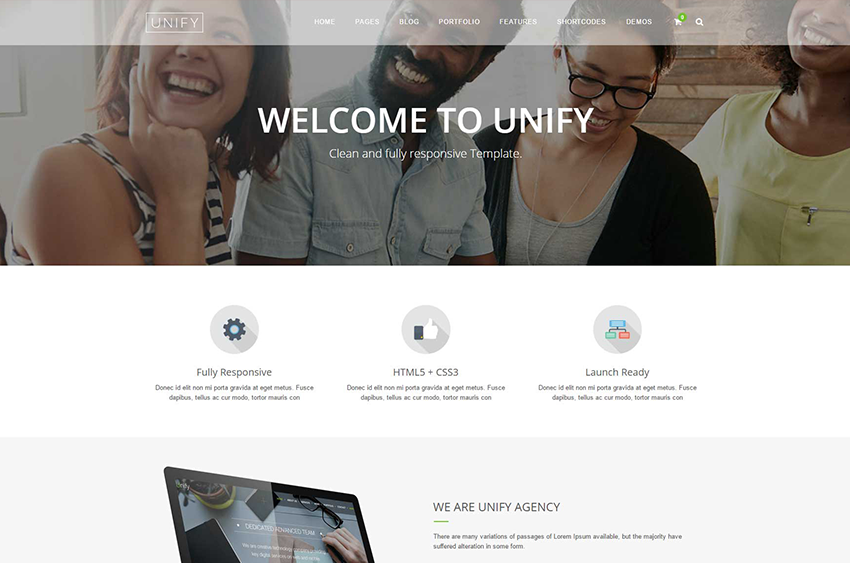 UNIFY
HOME PAGES BLOG PORTFOLIO FEATURES SHORTCODES DEMOS
0
WELCOME TO UNIFY
Clean and fully responsive Template.
Fully Responsive
Donec id elit non mi porta gravida at eget metus. Fusce
dapibus, tellus ac cur modo, tortor mauris con
HTML5 + CSS3
Donec id elit non mi porta gravida at eget metus. Fusce
dapibus, tellus ac cur modo, tortor mauris con
Launch Ready
Donec id elit non mi porta gravida at eget metus. Fusce
dapibus, tellus ac cur modo, tortor mauris con
Unify
DEDICATED ADVANCED TEAM
WE ARE UNIFY AGENCY
There are many variations of passages of Lorem Ipsum available, but the majority have
suffered alteration in some form.